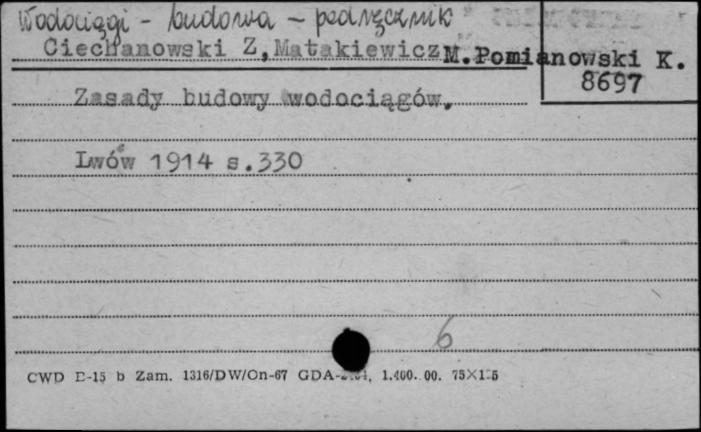 Wodociągi - budowa - podręcznik
Ciechanowski Z, Matakiewicz M. Pomianowski K.
8697
Zasady budowy wodociągów.
Lwów 1914 s.330
6
CWD E-15 b Zam. 1316/DW/On-67 GDA- 1.400. 00.